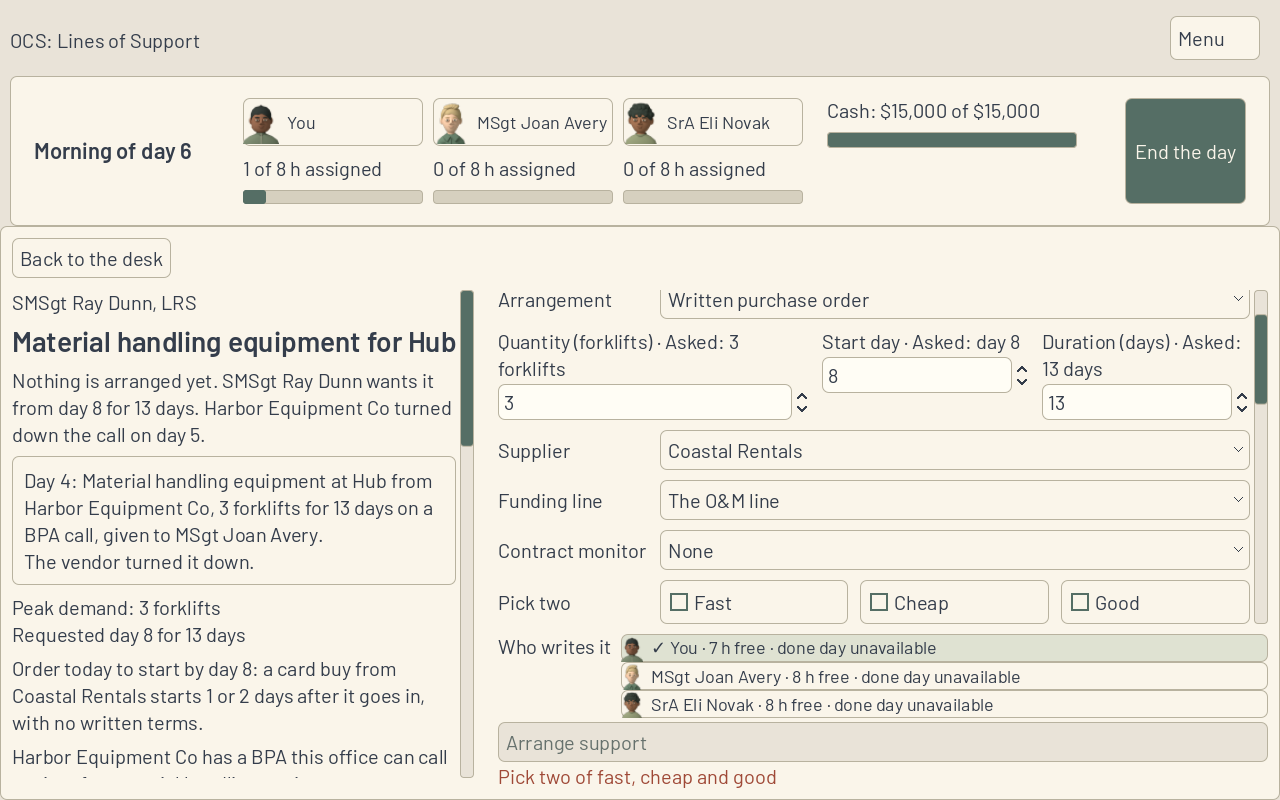 OCS: Lines of Support
Menu
Morning of day 6
You
MSgt Joan Avery
SrA Eli Novak
1 of 8 h assigned
0 of 8 h assigned
0 of 8 h assigned
Cash: $15,000 of $15,000
End the day
Back to the desk
SMSgt Ray Dunn, LRS
Material handling equipment for Hub
Nothing is arranged yet. SMSgt Ray Dunn wants it
from day 8 for 13 days. Harbor Equipment Co turned
down the call on day 5.
Day 4: Material handling equipment at Hub from
Harbor Equipment Co, 3 forklifts for 13 days on a
BPA call, given to MSgt Joan Avery.
The vendor turned it down.
Peak demand: 3 forklifts
Requested day 8 for 13 days
Order today to start by day 8: a card buy from
Coastal Rentals starts 1 or 2 days after it goes in,
with no written terms.
Harbor Equipment Co has a BPA this office can call
Arrangement
Written purchase order
Quantity (forklifts) · Asked: 3
forklifts
3
Start day · Asked: day 8
8
Duration (days) · Asked:
13 days
13
Supplier
Coastal Rentals
Funding line
The O&M line
Contract monitor
None
Pick two
Fast
Cheap
Good
Who writes it
✓ You · 7 h free · done day unavailable
MSgt Joan Avery · 8 h free · done day unavailable
SrA Eli Novak · 8 h free · done day unavailable
Arrange support
Pick two of fast, cheap and good